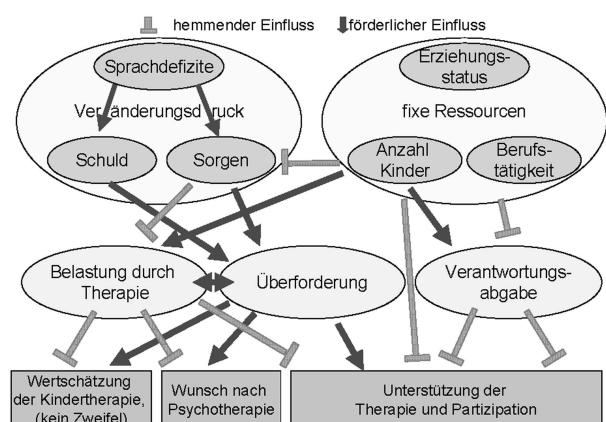 hemmender Einfluss förderlicher Einfluss
Sprachdefizite
Erziehungs-
status
Veränderungsdruck
fixe Ressourcen
Schuld
Sorgen
Anzahl
Kinder
Berufs-
tätigkeit
Belastung durch
Therapie
Überforderung
Verantwortungs-
abgabe
Wertschätzung
der Kindertherapie,
(kein Zweifel)
Wunsch nach
Psychotherapie
Unterstützung der
Therapie und Partizipation